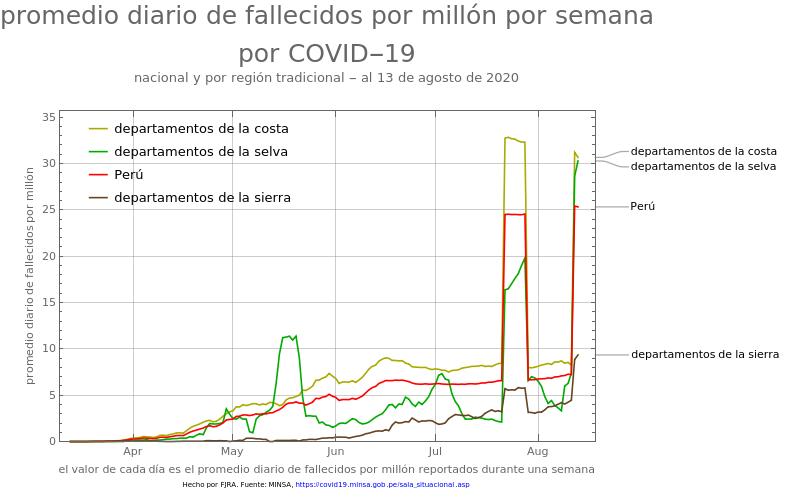 promedio diario de fallecidos por millón por semana
por COVID−19
nacional y por región tradicional − al 13 de agosto de 2020
departamentos de la costa
departamentos de la selva
Perú
departamentos de la sierra
promedio diario de fallecidos por millón
35
30
25
20
15
10
5
0
Apr May Jun Jul Aug
departamentos de la costa
departamentos de la selva
Perú
departamentos de la sierra
el valor de cada día es el promedio diario de fallecidos por millón reportados durante una semana
Hecho por FJRA. Fuente: MINSA, https://covid19.minsa.gob.pe/sala_situacional.asp